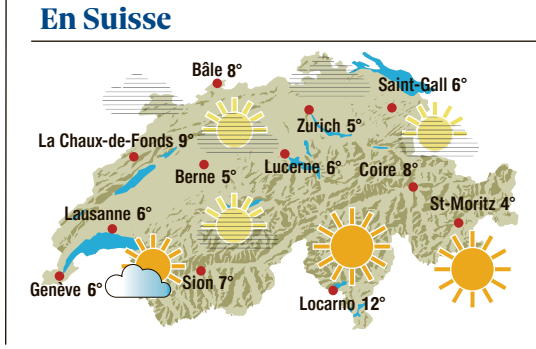 En Suisse
Bâle 8°
Saint-Gall 6°
Zurich 5°
La Chaux-de-Fonds 9°
Lucerne 6°
Berne 5°
Coire 8°
St-Moritz 4°
Lausanne 6°
Genève 6°
Sion 7°
Locarno 12°